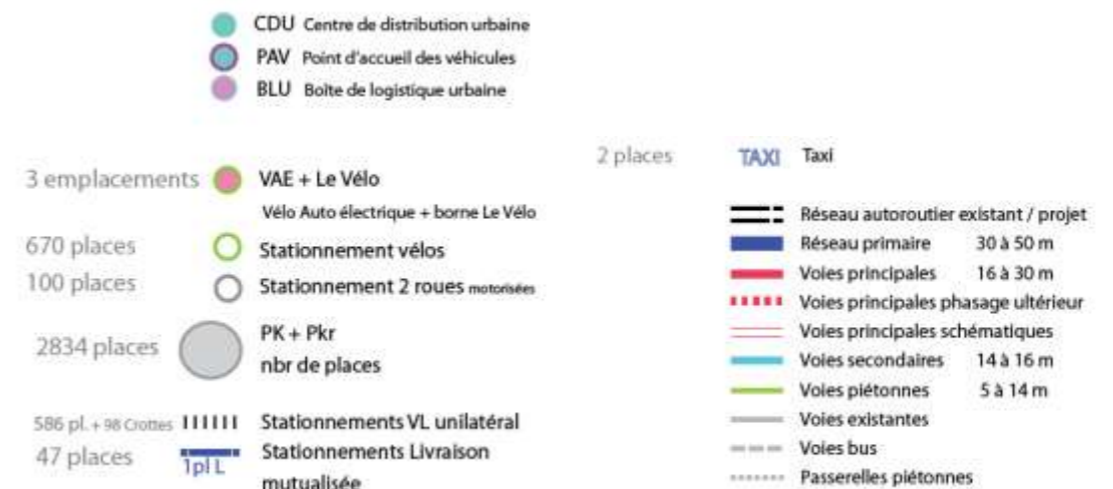 CDU Centre de distribution urbaine
PAV Point d'accueil des véhicules
BLU Boîte de logistique urbaine
3 emplacements VAE + Le Vélo
Vélo Auto électrique + borne Le Vélo
670 places Stationnement vélos
100 places Stationnement 2 roues motorisées
2834 places PK + Pkr
nbr de places
586 pl. + 98 Crottes Stationnements VL unilatéral
47 places 1pl L Stationnements Livraison
mutualisée
2 places TAXI Taxi
Réseau autoroutier existant / projet
Réseau primaire 30 à 50 m
Voies principales 16 à 30 m
Voies principales phasage ultérieur
Voies principales schématiques
Voies secondaires 14 à 16 m
Voies piétonnes 5 à 14 m
Voies existantes
Voies bus
Passerelles piétonnes